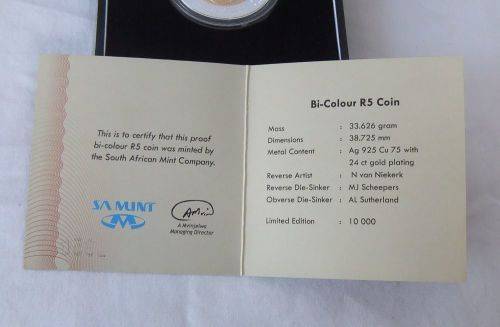 This is to certify that this proof
bi-colour R5 coin was minted by
the South African Mint Company.
SA MINT
A Mvinjelwa
Managing Director
Bi-Colour R5 Coin
Mass : 33.626 gram
Dimensions : 38.725 mm
Metal Content : Ag 925 Cu 75 with
24 ct gold plating
Reverse Artist : N van Niekerk
Reverse Die-Sinker : MJ Scheepers
Obverse Die-Sinker : AL Sutherland
Limited Edition : 10 000